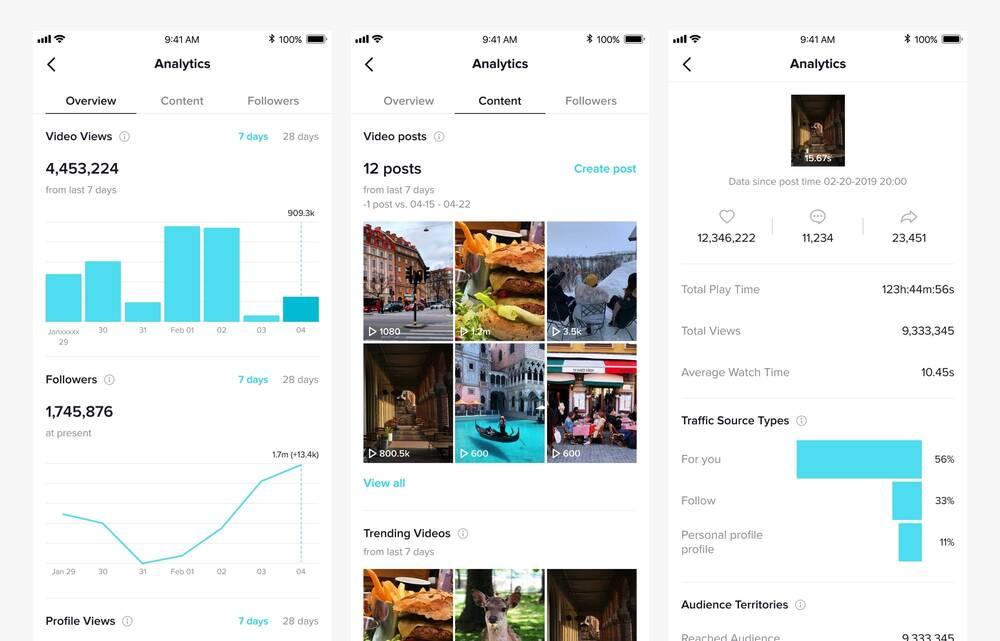 9:41 AM
100%
Analytics
Overview
Content
Followers
Video Views
7 days
28 days
4,453,224
from last 7 days
909.3k
Janxxxxx
29
30
31
Feb 01
02
03
04
Followers
7 days
28 days
1,745,876
at present
1.7m (+13.4k)
Jan 29
30
31
Feb 01
02
03
04
Profile Views
7 days
28 days
9:41 AM
100%
Analytics
Overview
Content
Followers
Video posts
12 posts
Create post
from last 7 days
-1 post vs. 04-15 - 04-22
1080
1.2m
3.5k
800.5k
600
600
View all
Trending Videos
from last 7 days
9:41 AM
100%
Analytics
15.67s
Data since post time 02-20-2019 20:00
12,346,222
11,234
23,451
Total Play Time
123h:44m:56s
Total Views
9,333,345
Average Watch Time
10.45s
Traffic Source Types
For you
56%
Follow
33%
Personal profile
profile
11%
Audience Territories
Reached Audience
9,333,345